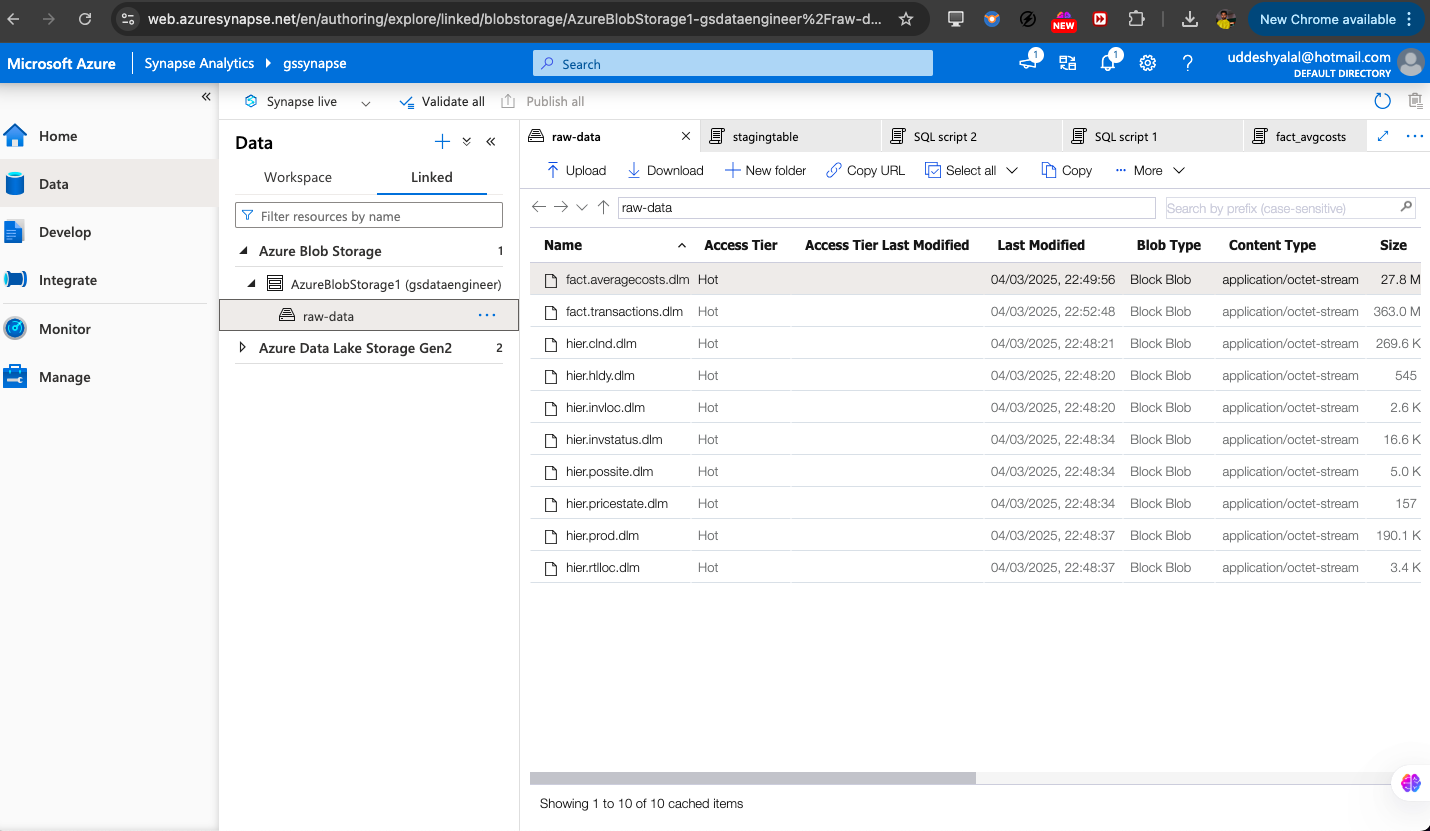 web.azuresynapse.net/en/authoring/explore/linked/blobstorage/AzureBlobStorage1-gsdataengineer%2Fraw-d...
NEW
New Chrome available
Microsoft Azure
Synapse Analytics
gssynapse
Search
1
1
uddeshyalal@hotmail.com
DEFAULT DIRECTORY
Synapse live
Validate all
Publish all
Home
Data
Develop
Integrate
Monitor
Manage
Data
Workspace
Linked
Filter resources by name
Azure Blob Storage 1
AzureBlobStorage1 (gsdataengineer)
raw-data
Azure Data Lake Storage Gen2 2
raw-data
stagingtable
SQL script 2
SQL script 1
fact_avgcosts
Upload
Download
New folder
Copy URL
Select all
Copy
More
raw-data
Search by prefix (case-sensitive)
Name Access Tier Access Tier Last Modified Last Modified Blob Type Content Type Size
fact.averagecosts.dlm Hot 04/03/2025, 22:49:56 Block Blob application/octet-stream 27.8 M
fact.transactions.dlm Hot 04/03/2025, 22:52:48 Block Blob application/octet-stream 363.0 M
hier.clnd.dlm Hot 04/03/2025, 22:48:21 Block Blob application/octet-stream 269.6 K
hier.hldy.dlm Hot 04/03/2025, 22:48:20 Block Blob application/octet-stream 545
hier.invloc.dlm Hot 04/03/2025, 22:48:20 Block Blob application/octet-stream 2.6 K
hier.invstatus.dlm Hot 04/03/2025, 22:48:34 Block Blob application/octet-stream 16.6 K
hier.possite.dlm Hot 04/03/2025, 22:48:34 Block Blob application/octet-stream 5.0 K
hier.pricestate.dlm Hot 04/03/2025, 22:48:34 Block Blob application/octet-stream 157
hier.prod.dlm Hot 04/03/2025, 22:48:37 Block Blob application/octet-stream 190.1 K
hier.rtlloc.dlm Hot 04/03/2025, 22:48:37 Block Blob application/octet-stream 3.4 K
Showing 1 to 10 of 10 cached items